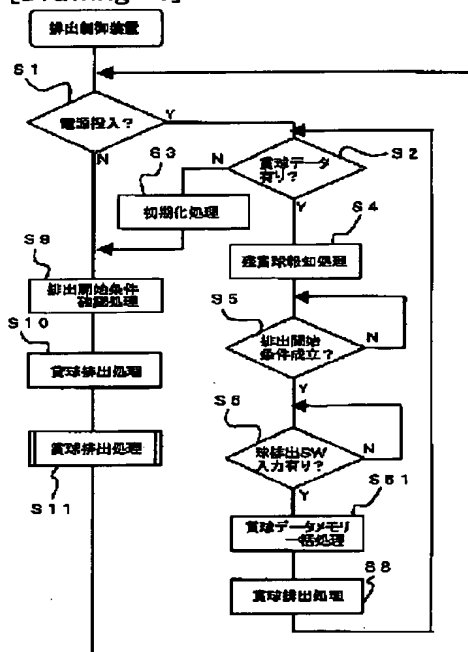 [Drawing
排出制御装置
S1
電源投入?
Y
N
賞球データ
有り?
S2
N
Y
S3
初期化処理
S4
残賞球報知処理
S9
排出開始条件
確認処理
S5
排出開始
条件成立?
N
Y
S10
賞球排出処理
S6
球排出SW
入力有り?
N
Y
賞球排出処理
S11
S61
賞球データメモリ
一括処理
S8
賞球排出処理